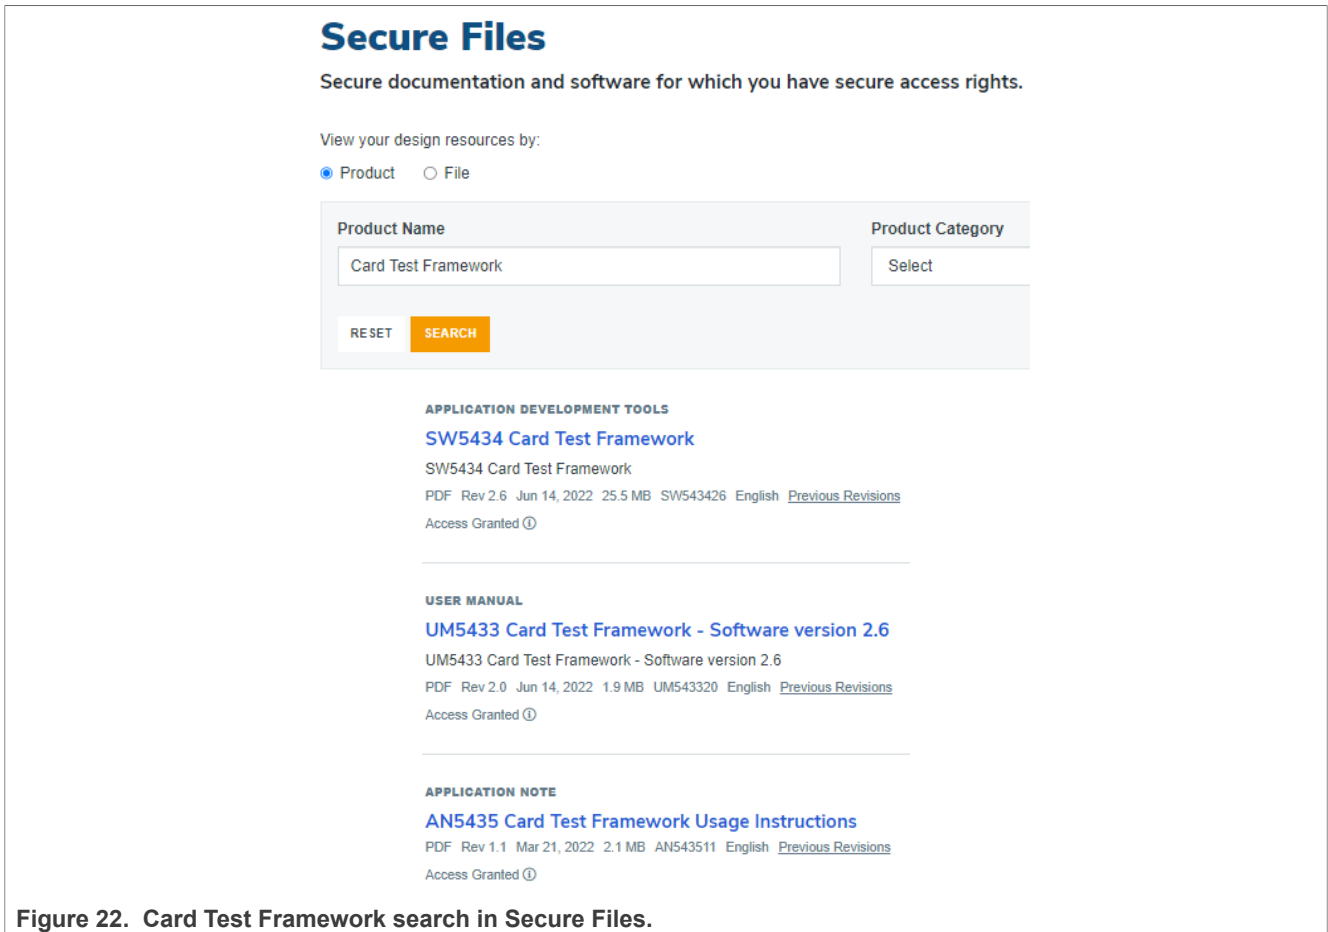 Secure Files
Secure documentation and software for which you have secure access rights.
View your design resources by:
Product File
Product Name Product Category
Card Test Framework Select
RESET SEARCH
APPLICATION DEVELOPMENT TOOLS
SW5434 Card Test Framework
SW5434 Card Test Framework
PDF Rev 2.6 Jun 14, 2022 25.5 MB SW543426 English Previous Revisions
Access Granted
USER MANUAL
UM5433 Card Test Framework - Software version 2.6
UM5433 Card Test Framework - Software version 2.6
PDF Rev 2.0 Jun 14, 2022 1.9 MB UM543320 English Previous Revisions
Access Granted
APPLICATION NOTE
AN5435 Card Test Framework Usage Instructions
PDF Rev 1.1 Mar 21, 2022 2.1 MB AN543511 English Previous Revisions
Access Granted
Figure 22. Card Test Framework search in Secure Files.